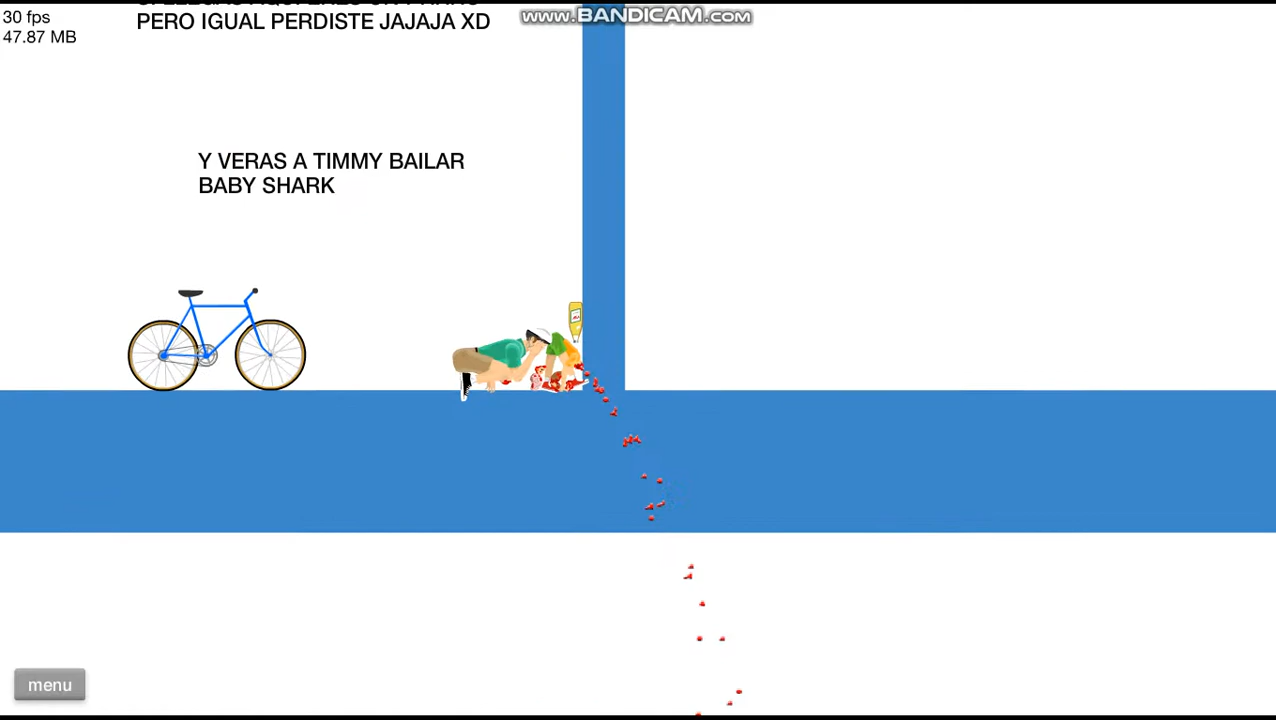 www.BANDICAM.com
30 fps
47.87 MB
PERO IGUAL PERDISTE JAJAJA XD
Y VERAS A TIMMY BAILAR
BABY SHARK
menu